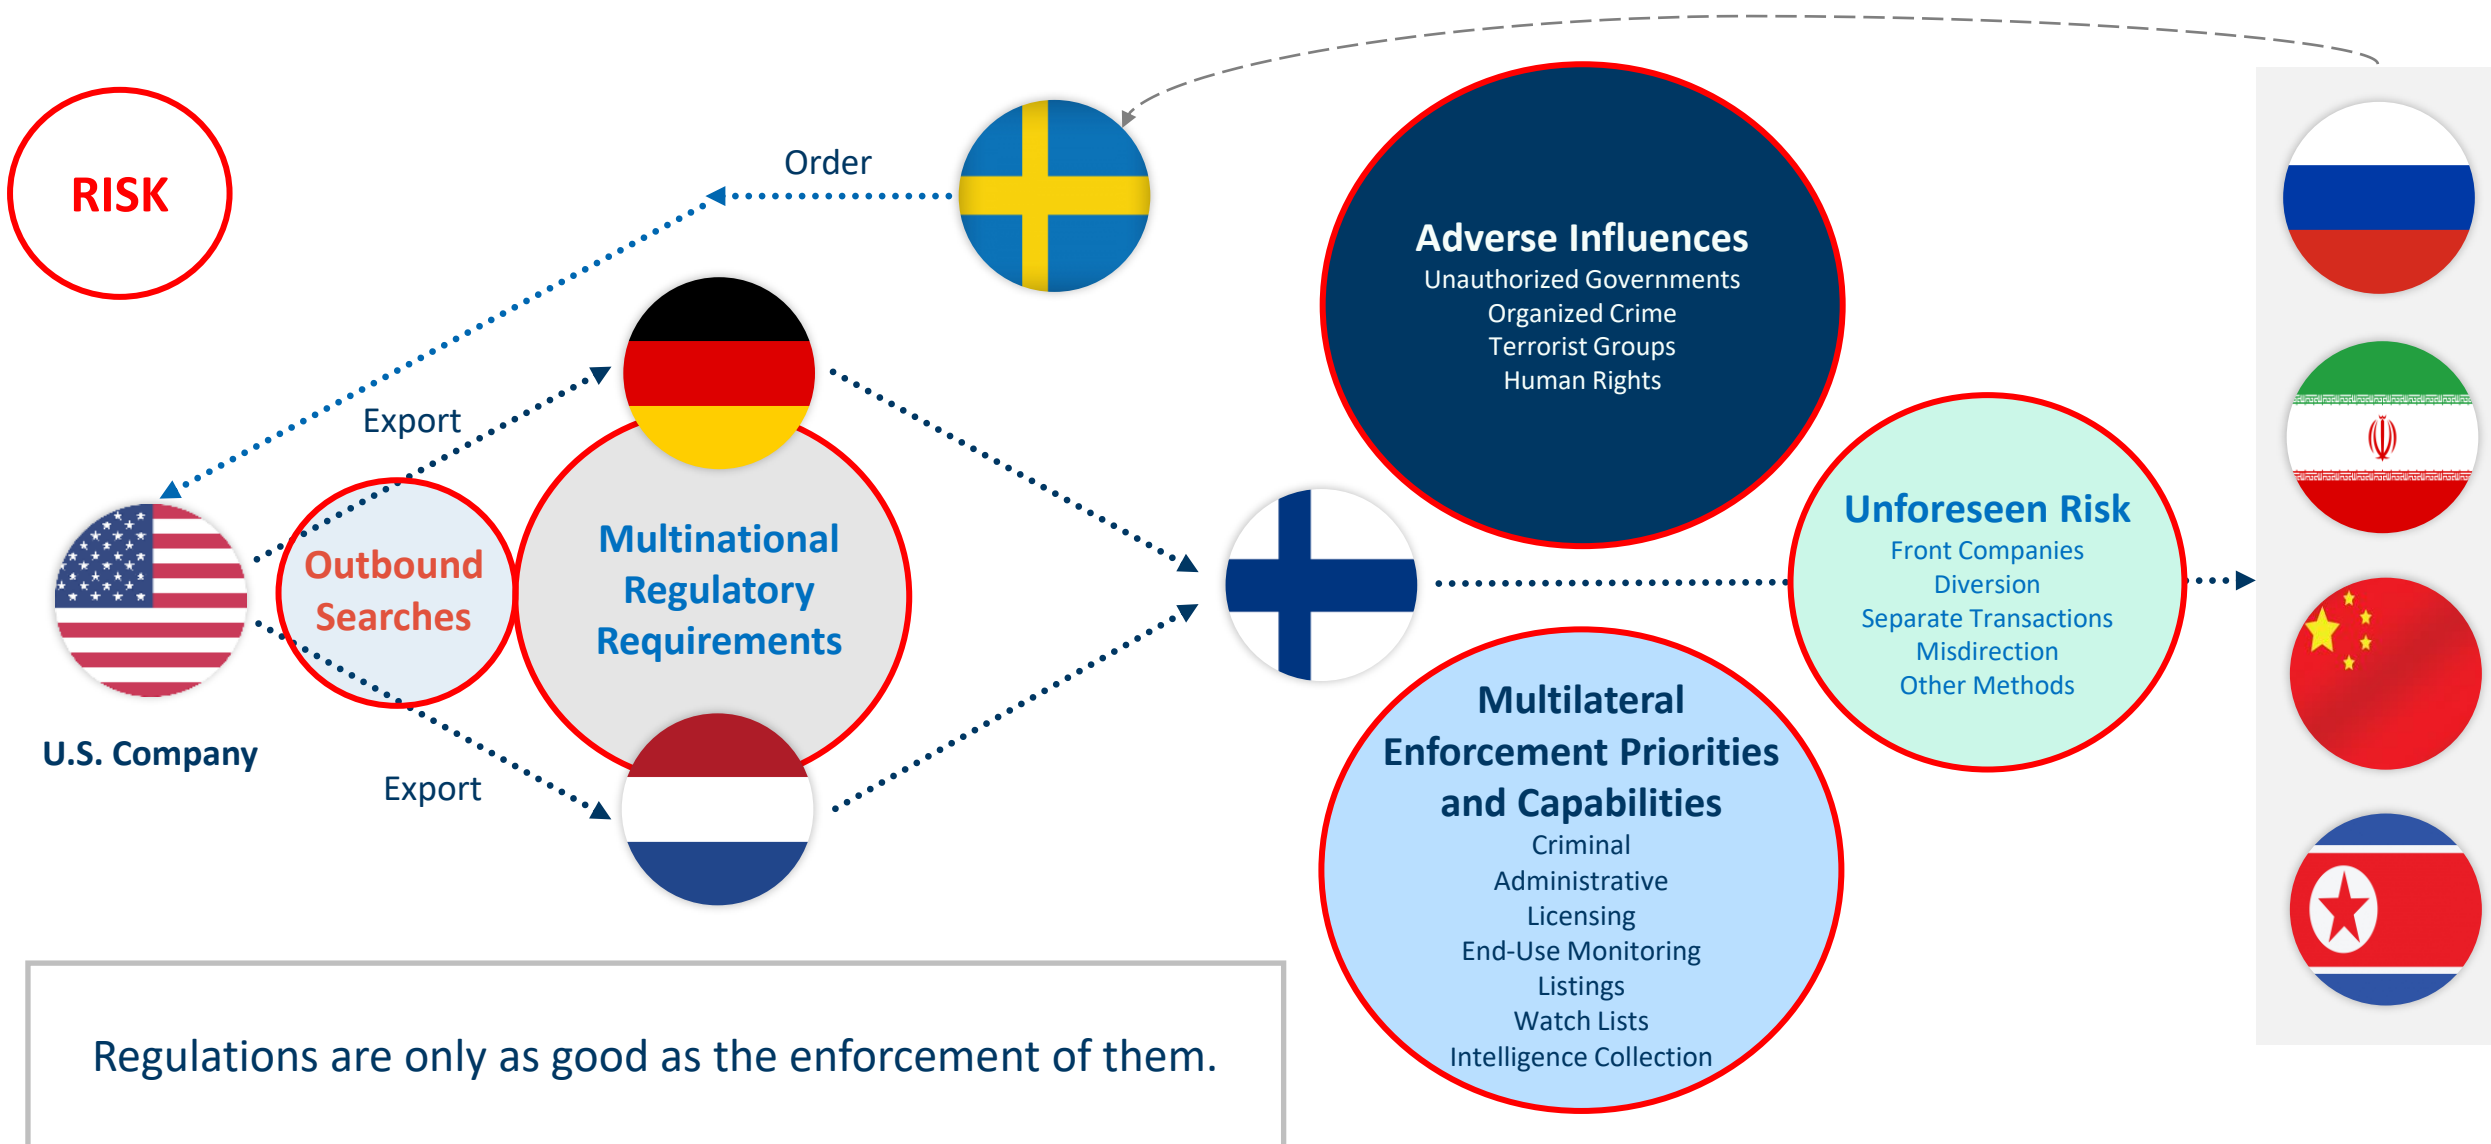 RISK
Order
Export
Outbound
Searches
U.S. Company
Export
Multinational
Regulatory
Requirements
Adverse Influences
Unauthorized Governments
Organized Crime
Terrorist Groups
Human Rights
Unforeseen Risk
Front Companies
Diversion
Separate Transactions
Misdirection
Other Methods
Multilateral
Enforcement Priorities
and Capabilities
Criminal
Administrative
Licensing
End-Use Monitoring
Listings
Watch Lists
Intelligence Collection
Regulations are only as good as the enforcement of them.